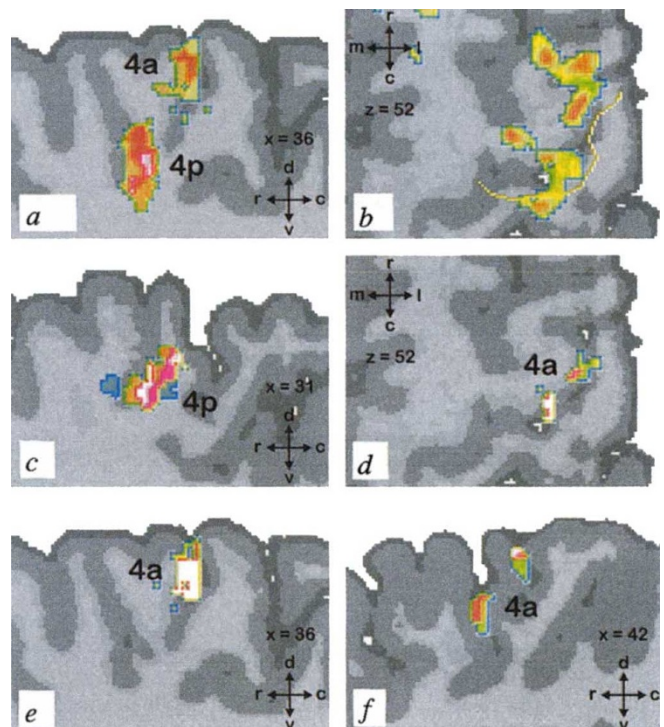 4a
4p
x = 36
d
r c
v
a
r
m l
c
z = 52
b
4p
x = 31
d
r c
v
c
r
m l
c
z = 52
4a
d
4a
x = 36
d
r c
v
e
4a
x = 42
d
r c
v
f